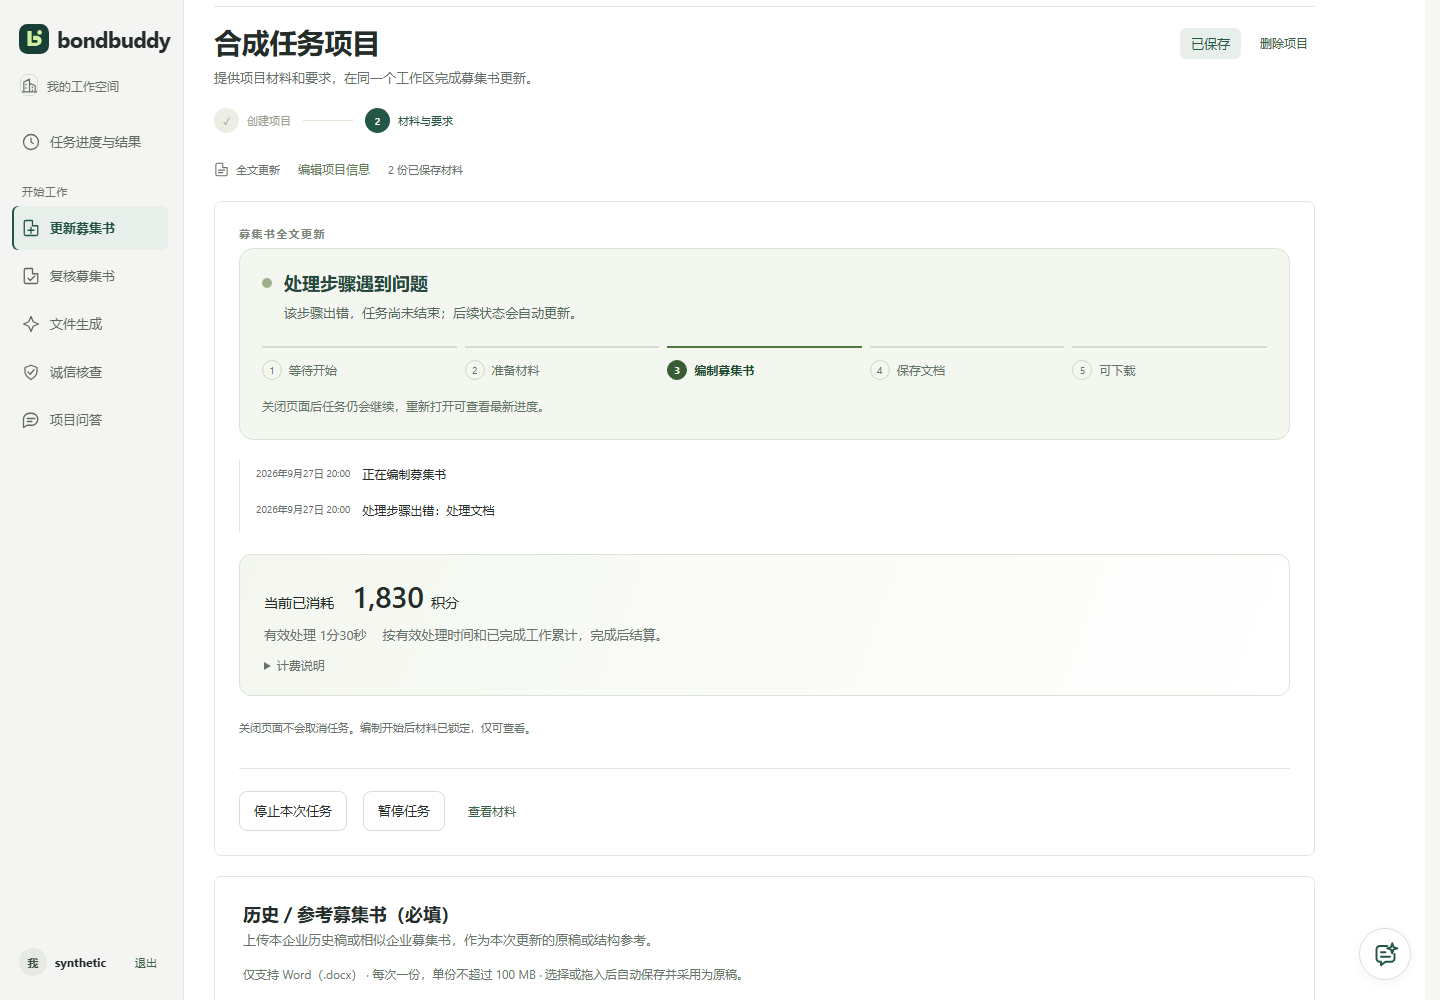 bondbuddy
我的工作空间
任务进度与结果
开始工作
更新募集书
复核募集书
文件生成
诚信核查
项目问答
我 synthetic 退出
合成任务项目
已保存 删除项目
提供项目材料和要求，在同一个工作区完成募集书更新。
✓ 创建项目 2 材料与要求
全文更新 编辑项目信息 2 份已保存材料
募集书全文更新
处理步骤遇到问题
该步骤出错，任务尚未结束；后续状态会自动更新。
1 等待开始 2 准备材料 3 编制募集书 4 保存文档 5 可下载
关闭页面后任务仍会继续，重新打开可查看最新进度。
2026年9月27日 20:00 正在编制募集书
2026年9月27日 20:00 处理步骤出错：处理文档
当前已消耗 1,830 积分
有效处理 1分30秒 按有效处理时间和已完成工作累计，完成后结算。
计费说明
关闭页面不会取消任务。编制开始后材料已锁定，仅可查看。
停止本次任务 暂停任务 查看材料
历史 / 参考募集书（必填）
上传本企业历史稿或相似企业募集书，作为本次更新的原稿或结构参考。
仅支持 Word（.docx） · 每次一份，单份不超过 100 MB · 选择或拖入后自动保存并采用为原稿。